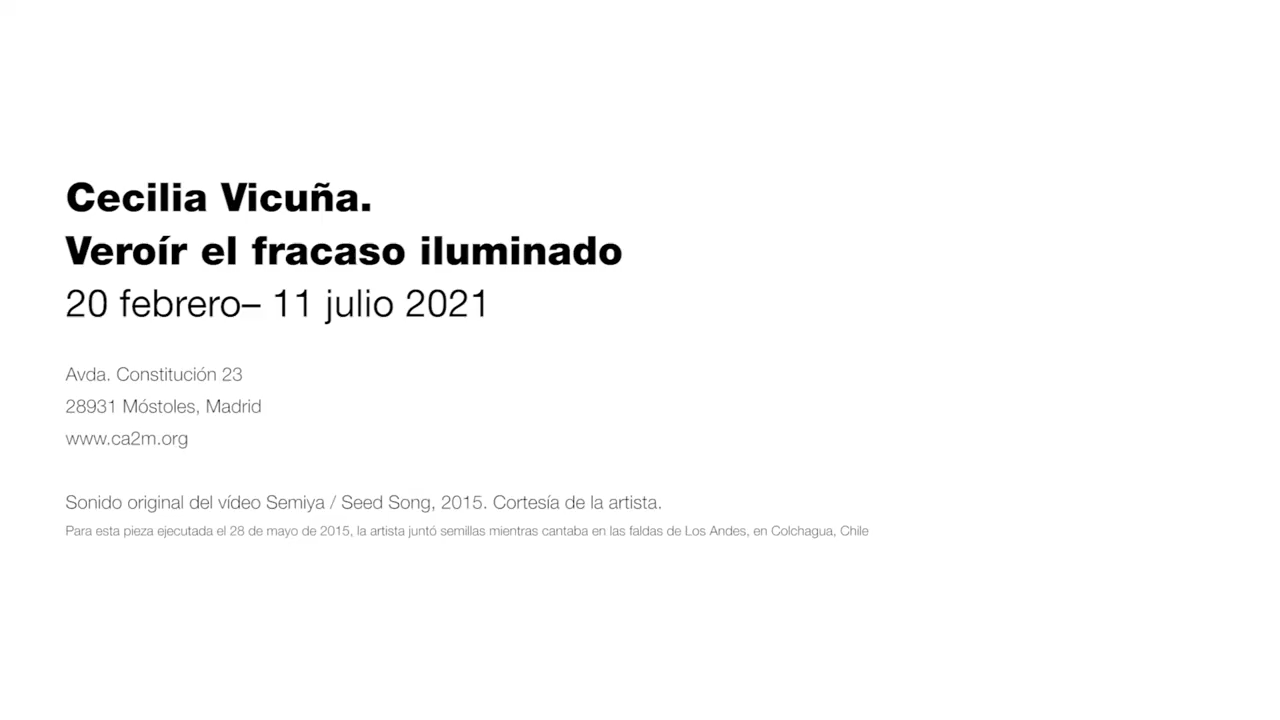 Cecilia Vicuña.
Veroír el fracaso iluminado
20 febrero– 11 julio 2021
Avda. Constitución 23
28931 Móstoles, Madrid
www.ca2m.org
Sonido original del vídeo Semiya / Seed Song, 2015. Cortesía de la artista.
Para esta pieza ejecutada el 28 de mayo de 2015, la artista juntó semillas mientras cantaba en las faldas de Los Andes, en Colchagua, Chile